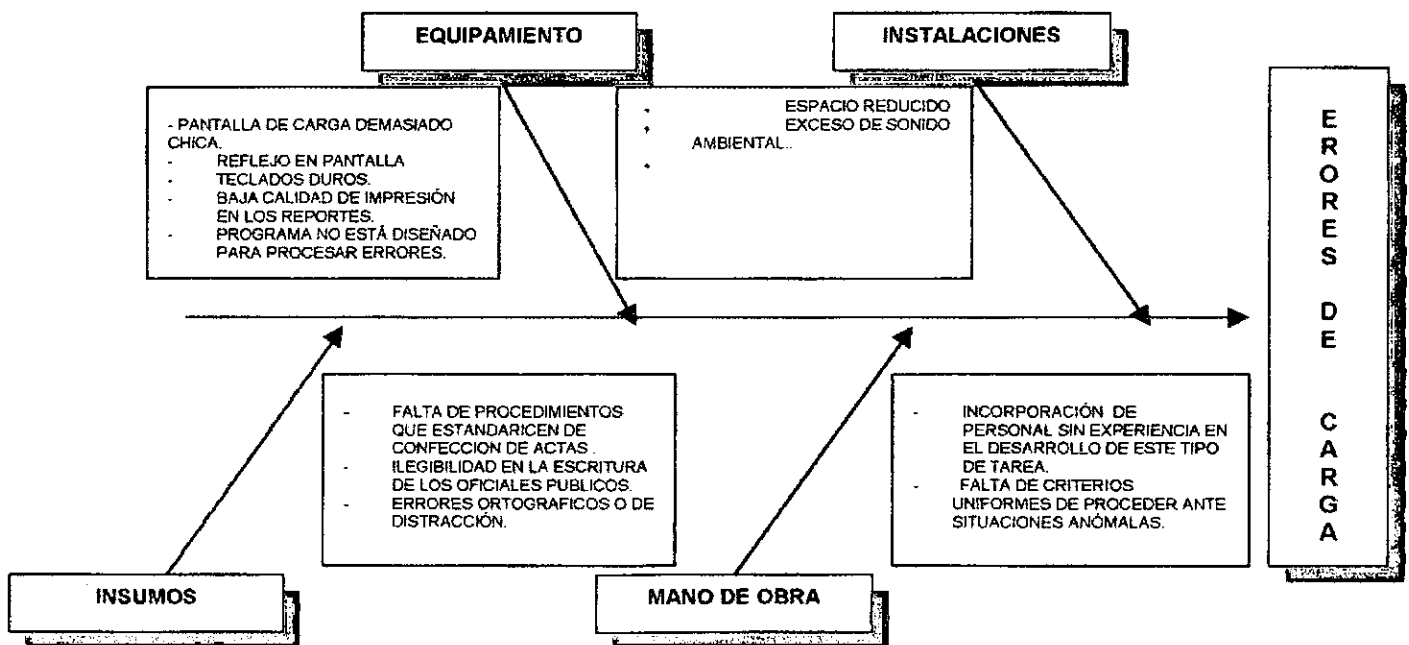 EQUIPAMIENTO
INSTALACIONES
- PANTALLA DE CARGA DEMASIADO
CHICA.
- REFLEJO EN PANTALLA
- TECLADOS DUROS.
- BAJA CALIDAD DE IMPRESIÓN
EN LOS REPORTES.
- PROGRAMA NO ESTÁ DISEÑADO
PARA PROCESAR ERRORES.
- ESPACIO REDUCIDO
- EXCESO DE SONIDO
AMBIENTAL..
-
- FALTA DE PROCEDIMIENTOS
QUE ESTANDARICEN DE
CONFECCION DE ACTAS .
- ILEGIBILIDAD EN LA ESCRITURA
DE LOS OFICIALES PUBLICOS.
- ERRORES ORTOGRAFICOS O DE
DISTRACCIÓN.
- INCORPORACIÓN DE
PERSONAL SIN EXPERIENCIA EN
EL DESARROLLO DE ESTE TIPO
DE TAREA.
- FALTA DE CRITERIOS
UNIFORMES DE PROCEDER ANTE
SITUACIONES ANÓMALAS.
INSUMOS
MANO DE OBRA
ERORES DE CARGA